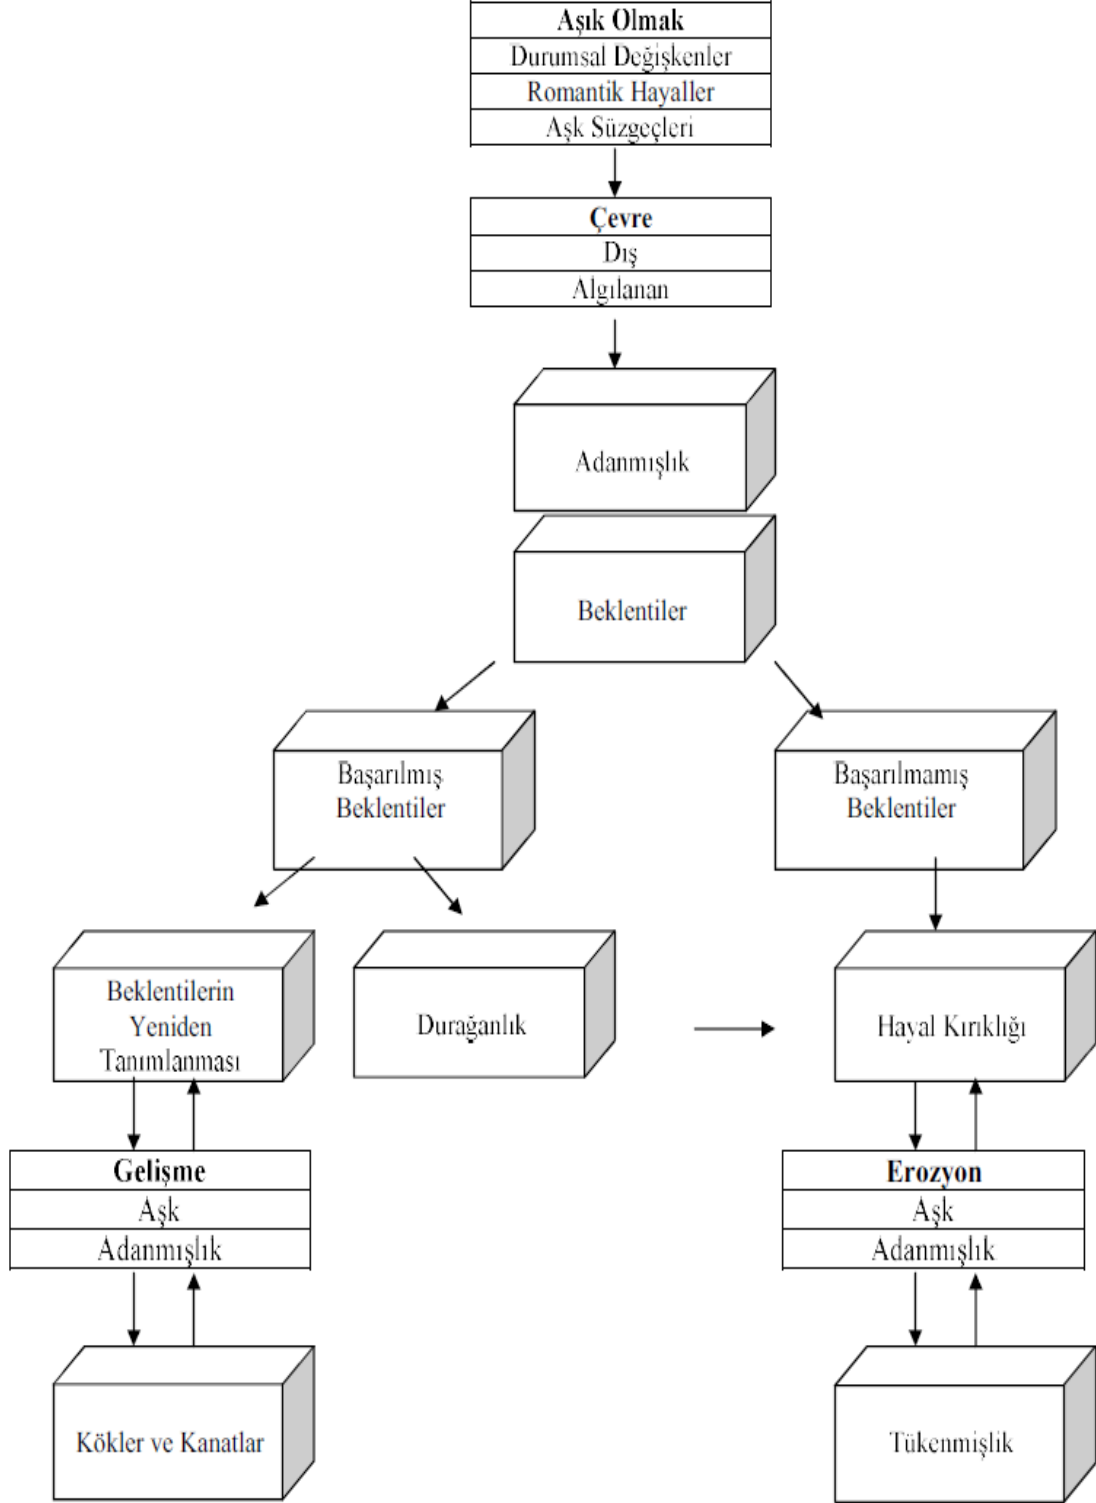 Aşık Olmak
Durumsal Değişkenler
Romantik Hayaller
Aşk Süzgeçleri
Çevre
Dış
Algılanan
Adanmışlık
Beklentiler
Başarılmış
Beklentiler
Başarılmamış
Beklentiler
Beklentilerin
Yeniden
Tanımlanması
Durağanlık
Hayal Kırıklığı
Gelişme
Aşk
Adanmışlık
Erozyon
Aşk
Adanmışlık
Kökler ve Kanatlar
Tükenmişlik